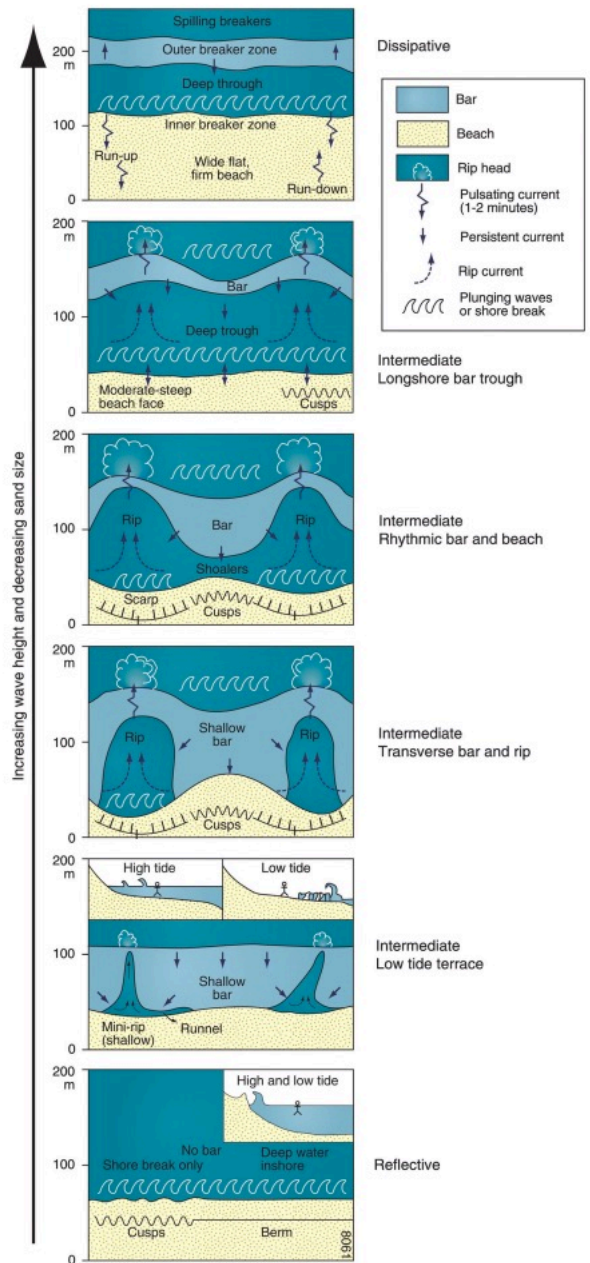 Increasing wave height and decreasing sand size
Spilling breakers
200
m
Outer breaker zone
Deep through
100
Inner breaker zone
Run-up
Wide flat,
firm beach
Run-down
0
Dissipative
Bar
Beach
Rip head
Pulsating current
(1-2 minutes)
Persistent current
Rip current
Plunging waves
or shore break
200
m
Bar
100
Deep trough
Moderate-steep
beach face
Cusps
0
Intermediate
Longshore bar trough
200
m
Rip
Bar
Rip
100
Shoalers
Scarp
Cusps
0
Intermediate
Rhythmic bar and beach
200
m
Rip
Shallow
bar
Rip
100
Cusps
0
Intermediate
Transverse bar and rip
200
m
High tide
Low tide
100
Shallow
bar
Mini-rip
(shallow)
Runnel
0
Intermediate
Low tide terrace
200
m
High and low tide
No bar
Shore break only
Deep water
inshore
100
Cusps
Berm
0
8061
Reflective